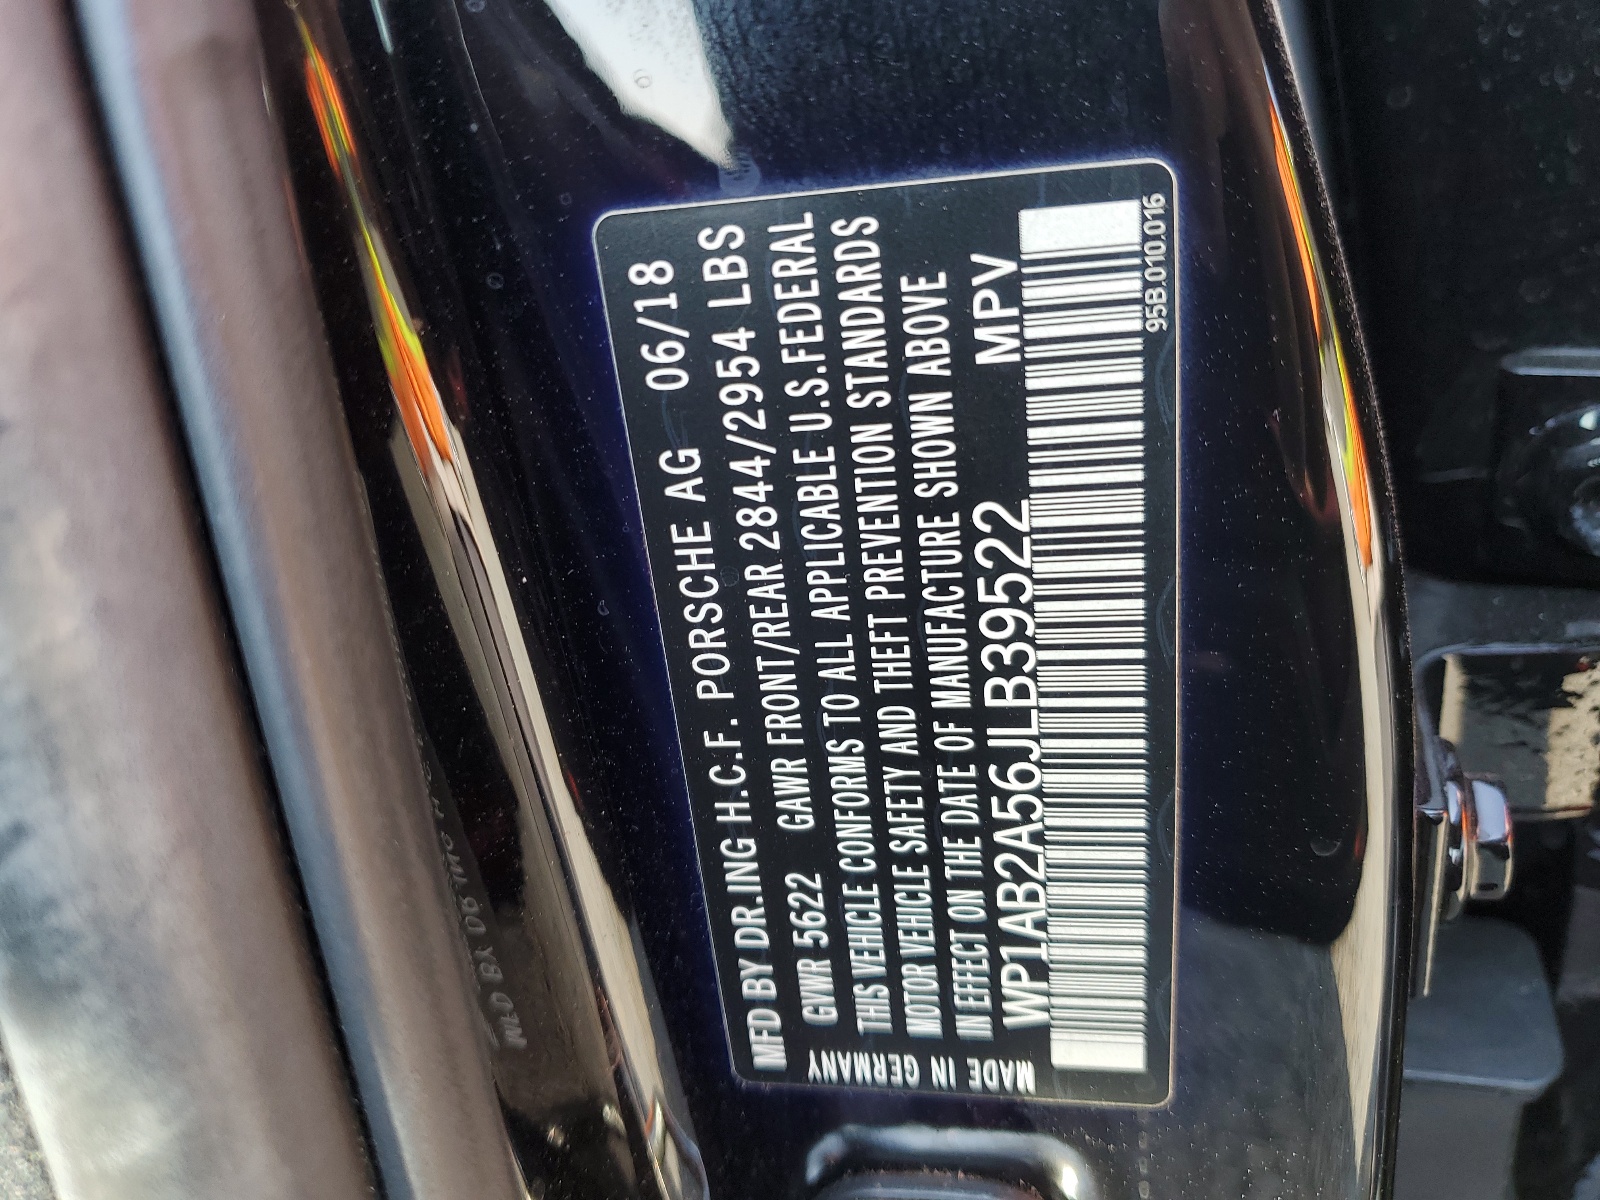 MFD BY DR.ING H.C.F. PORSCHE AG 06/18
GVWR 5622 GAWR FRONT/REAR 2844/2954 LBS
THIS VEHICLE CONFORMS TO ALL APPLICABLE U.S.FEDERAL
MOTOR VEHICLE SAFETY AND THEFT PREVENTION STANDARDS
IN EFFECT ON THE DATE OF MANUFACTURE SHOWN ABOVE
WP1AB2A56JLB39522 MPV
95B.010.016
MADE IN GERMANY